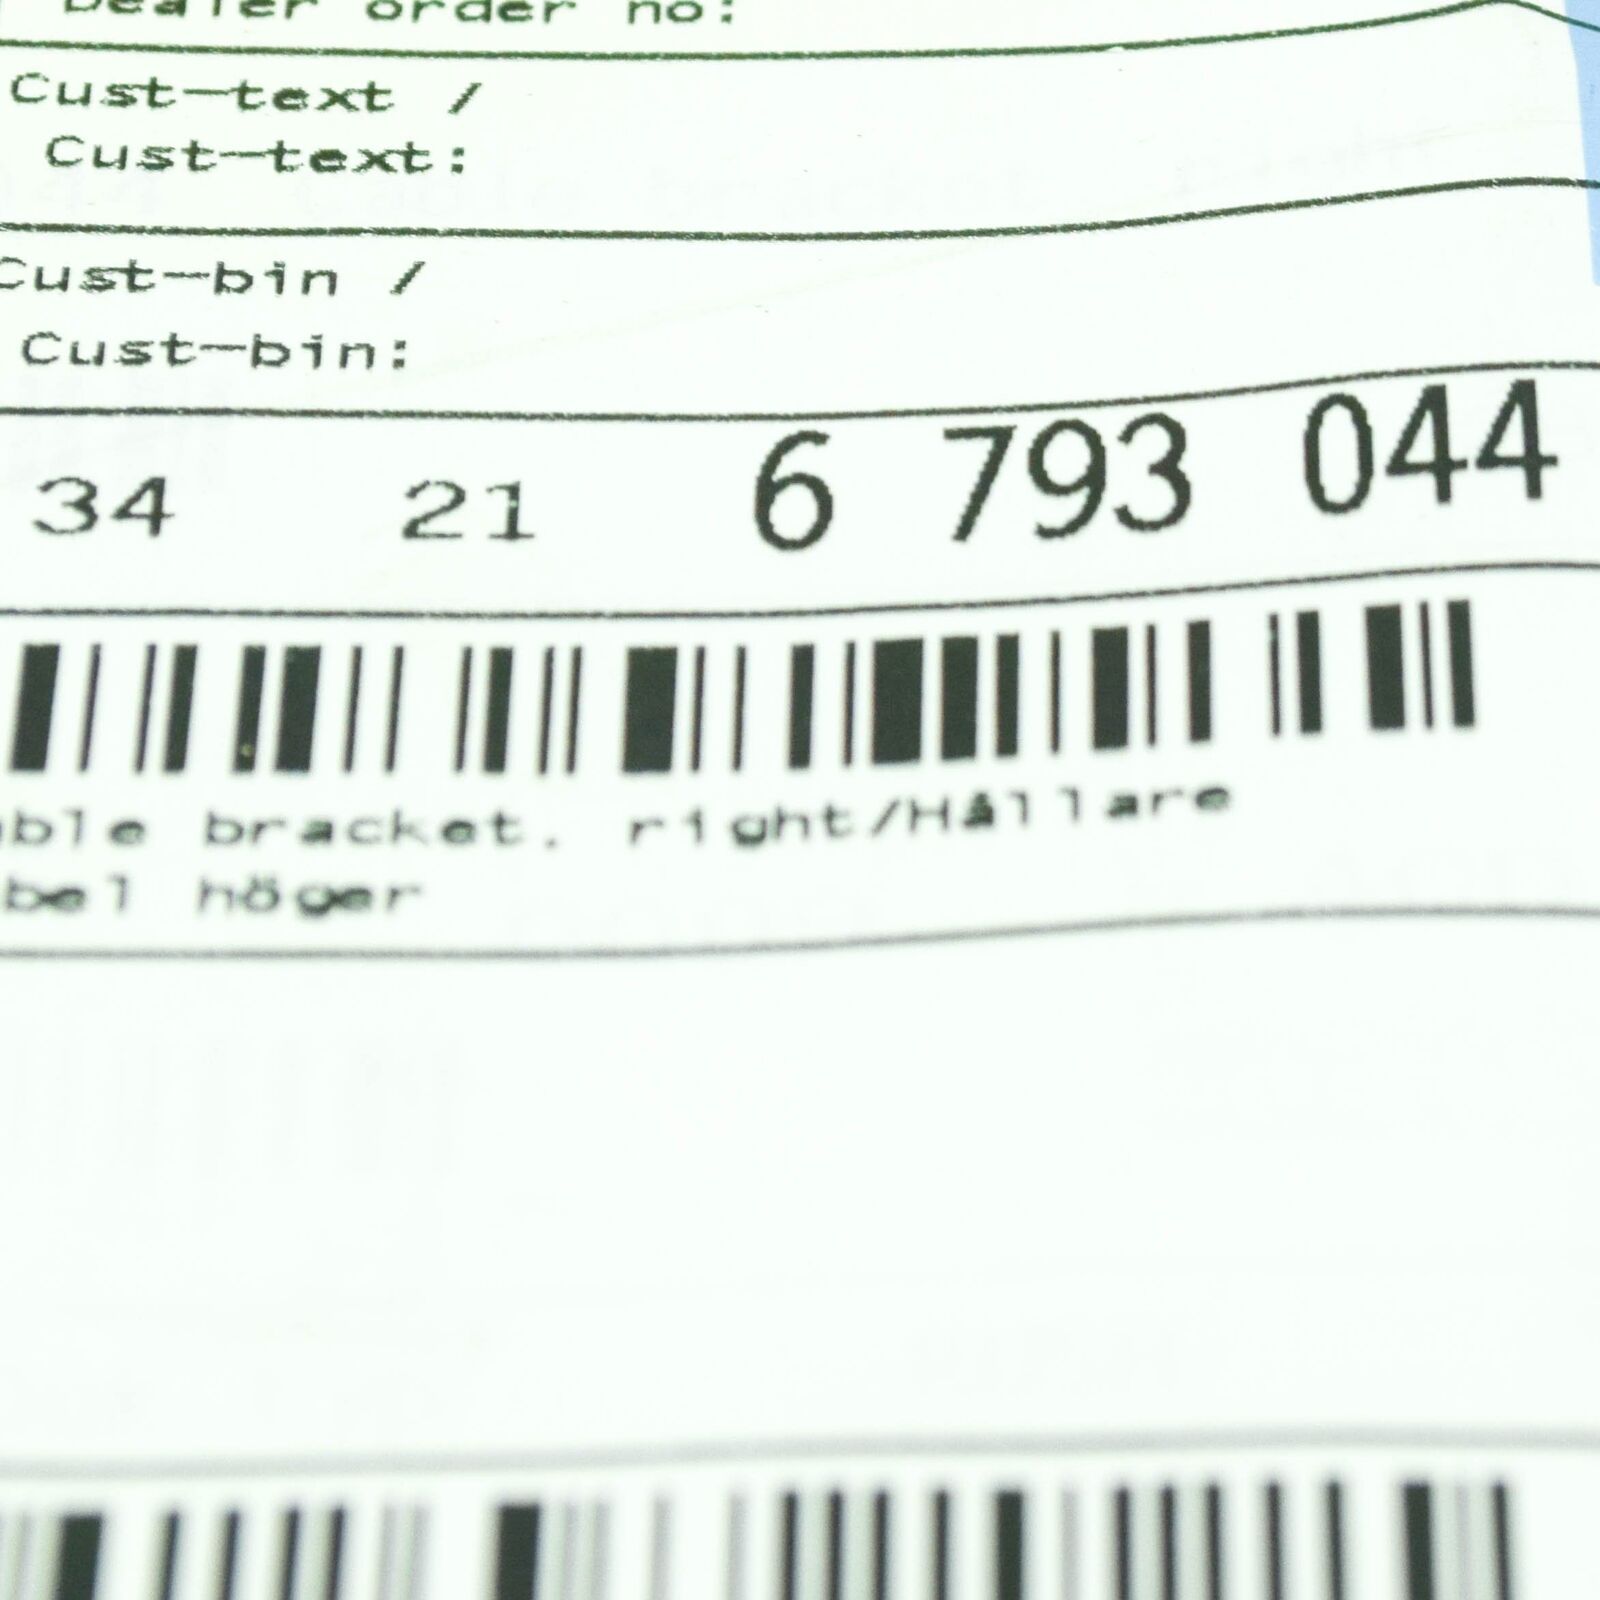 Dealer order no:
Cust-text /
Cust-text:
Cust-bin /
Cust-bin:
34 21 6 793 044
able bracket, right/Hållare
bel höger